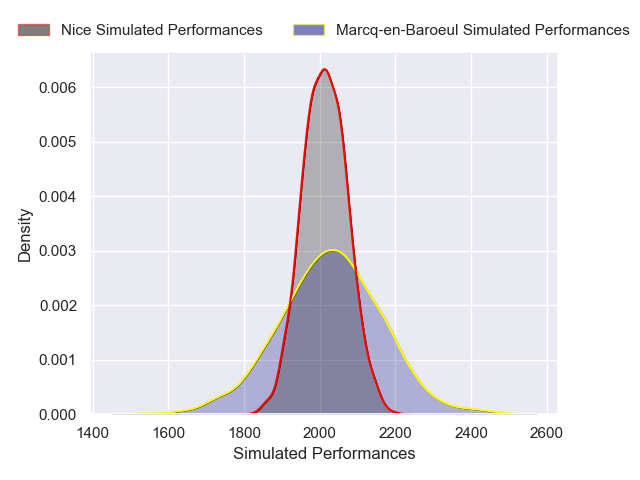 Nice Simulated Performances
Marcq-en-Baroeul Simulated Performances
0.006
0.005
0.004
0.003
0.002
0.001
0.000
Density
1400 1600 1800 2000 2200 2400 2600
Simulated Performances